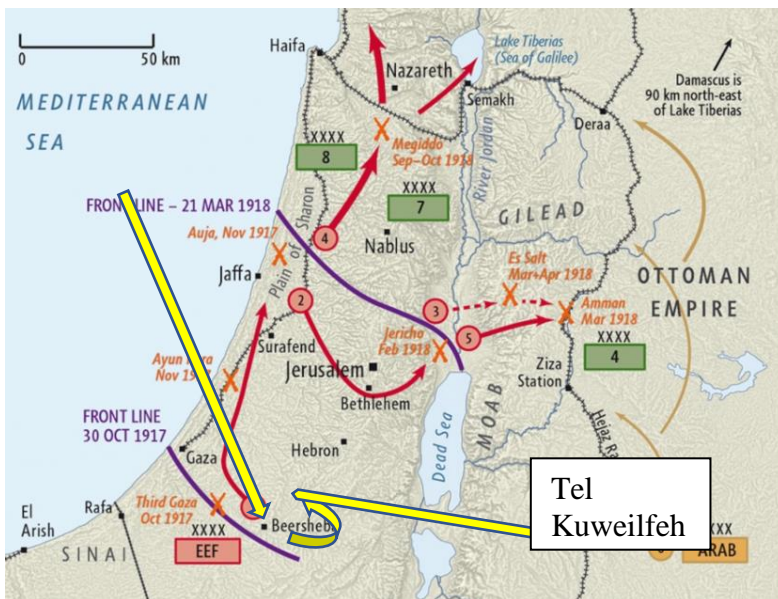 0
50 km
Haifa
Lake Tiberias
(Sea of Galilee)
Damascus is
90 km north-east
of Lake Tiberias
MEDITERRANEAN
SEA
Nazareth
Semakh
Deraa
Megiddo
Sep–Oct 1918
XXXX
8
XXXX
7
River Jordan
GILEAD
FRONT LINE – 21 MAR 1918
Plain of Sharon
Auja, Nov 1917
4
Nablus
Es Salt
Mar+Apr 1918
OTTOMAN
EMPIRE
Jaffa
2
3
5
Amman
Mar 1918
Jericho
Feb 1918
XXXX
4
Surafend
Jerusalem
Bethlehem
Ayun
Nov
Ziza
Station
MOAB
Hejaz
Dead Sea
FRONT LINE
30 OCT 1917
Gaza
Hebron
El
Arish
Rafa
Third Gaza
Oct 1917
Beersheba
XXXX
EEF
SINAI
Tel
Kuweilfeh
XX
ARAB